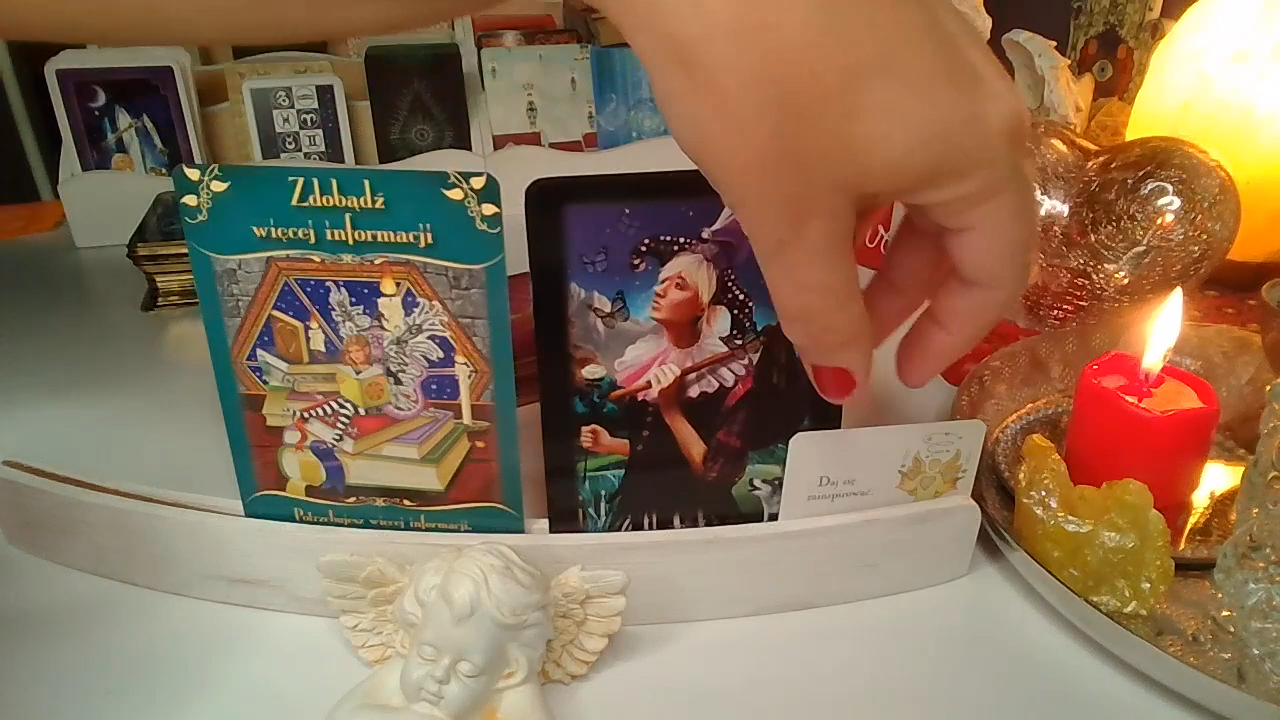 Zdobądź
więcej informacji
Potrzebujesz więcej informacji.
Daj się
zainspirować.